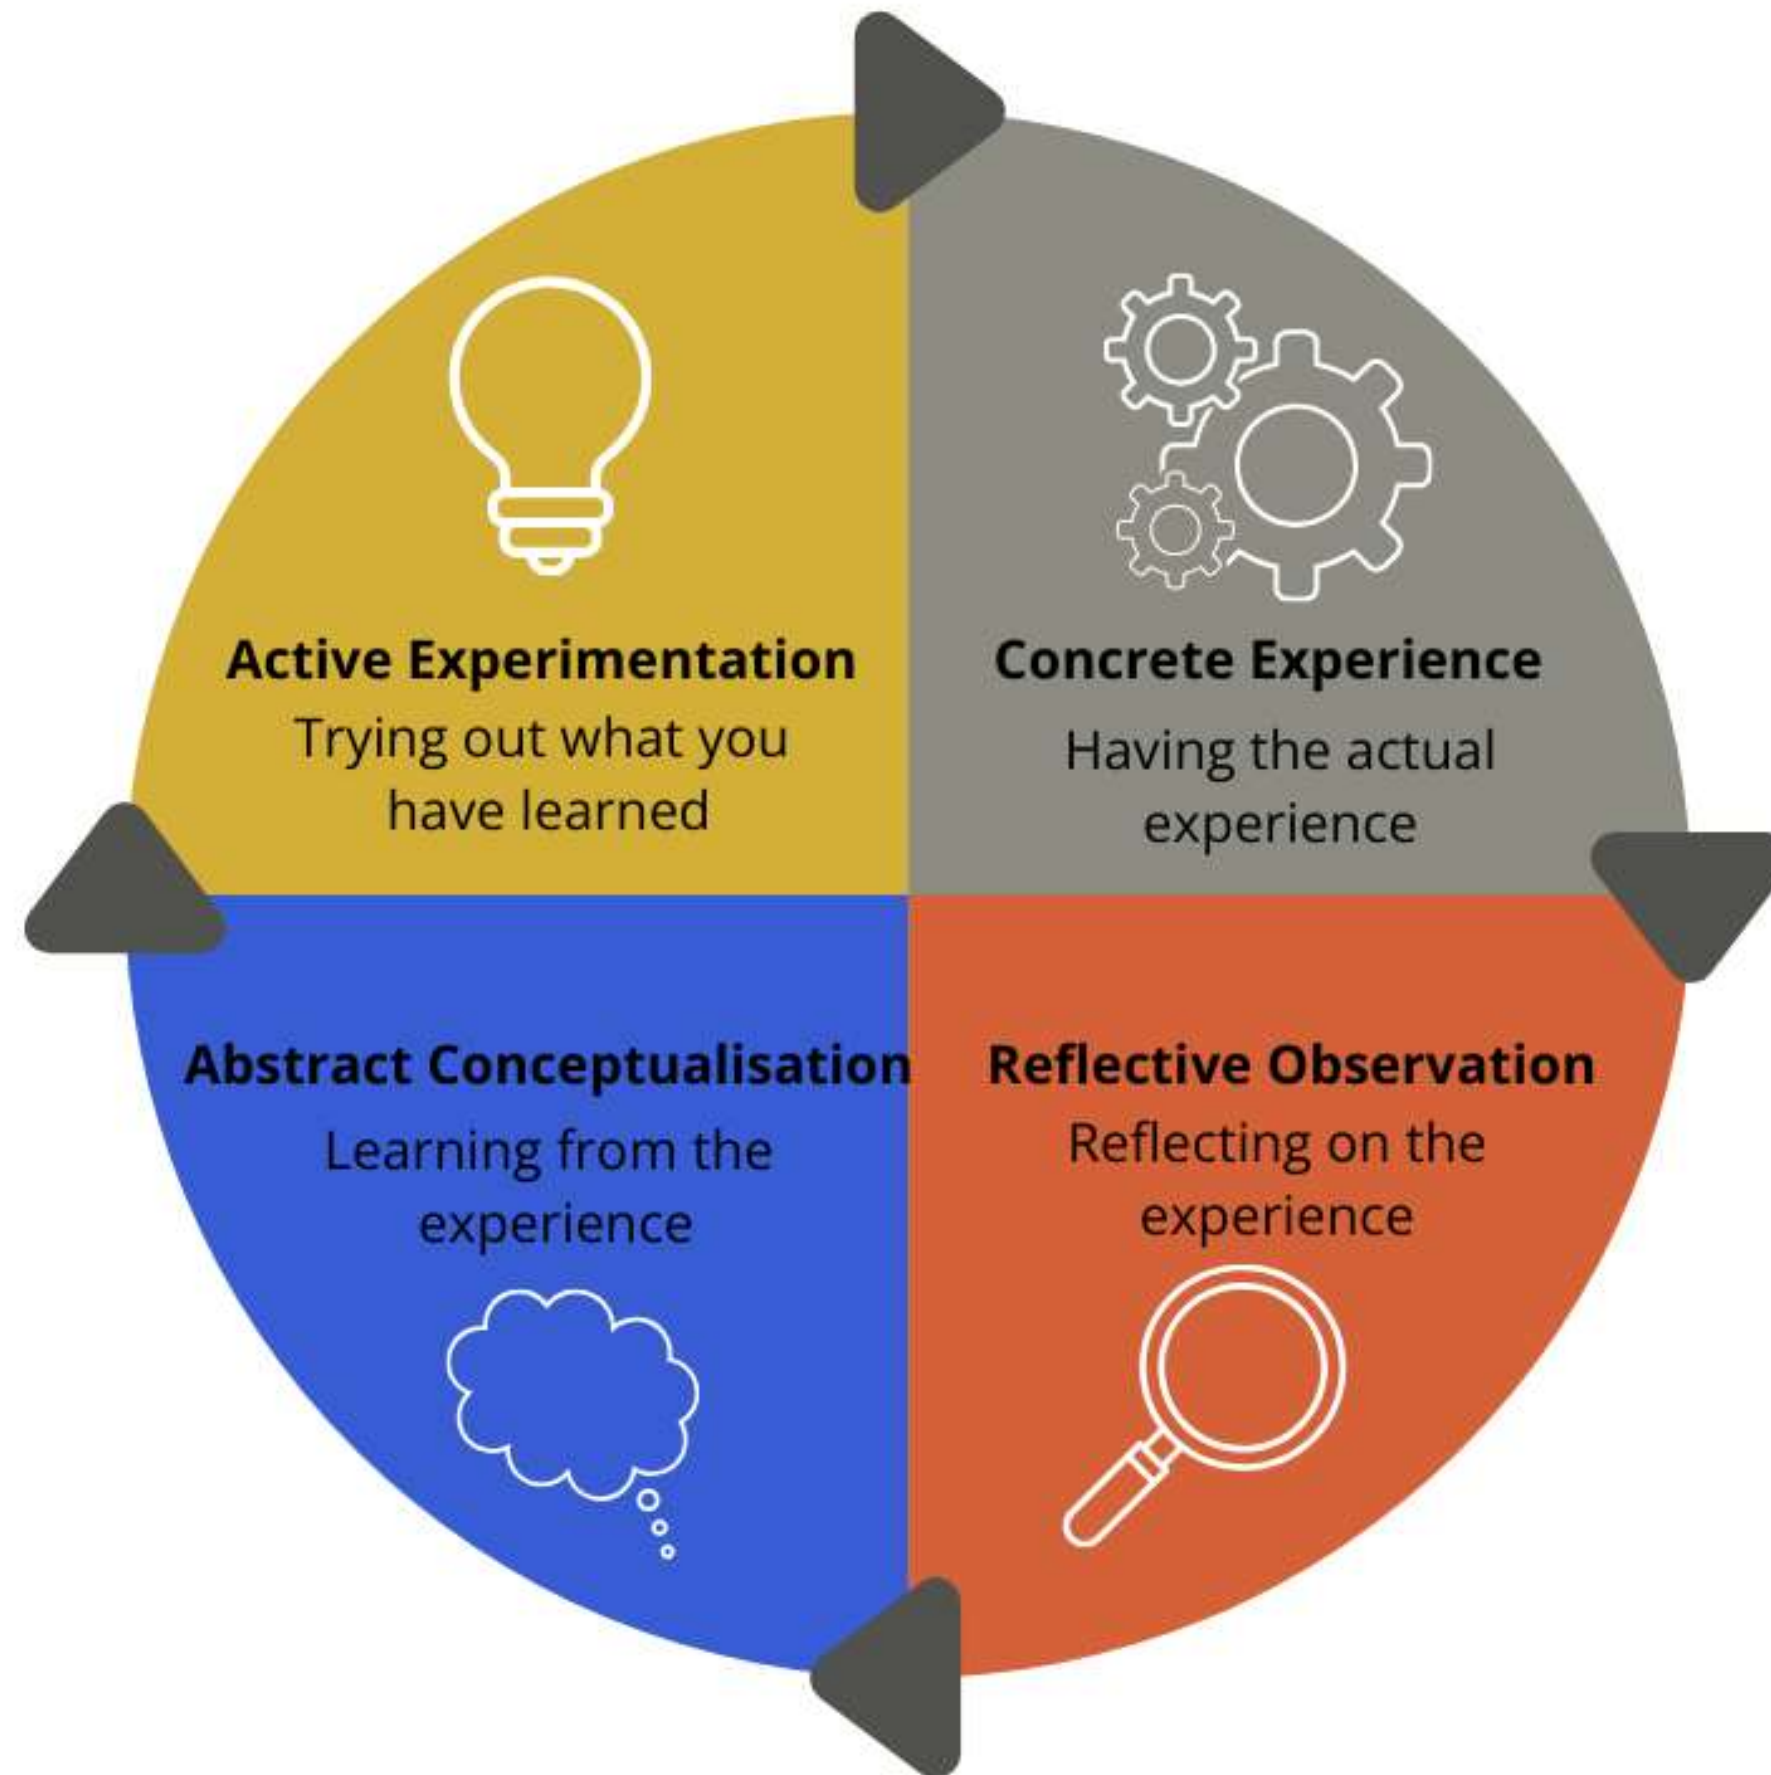 Active Experimentation
Trying out what you
have learned
Concrete Experience
Having the actual
experience
Abstract Conceptualisation
Learning from the
experience
Reflective Observation
Reflecting on the
experience